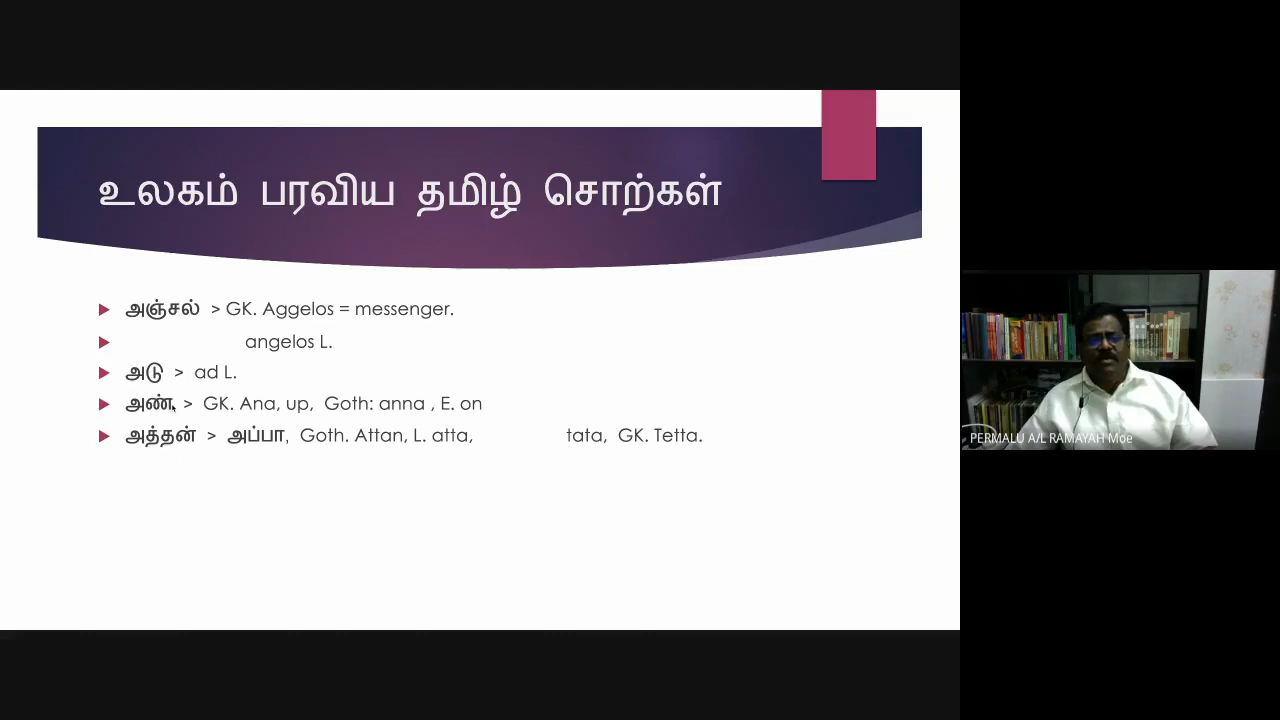 உலகம் பரவிய தமிழ் சொற்கள்
அஞ்சல் > GK. Aggelos = messenger.
angelos L.
அடு > ad L.
அண் > GK. Ana, up, Goth: anna , E. on
அத்தன் > அப்பா, Goth. Attan, L. atta, tata, GK. Tetta.
PERMALU A/L RAMAYAH Moe